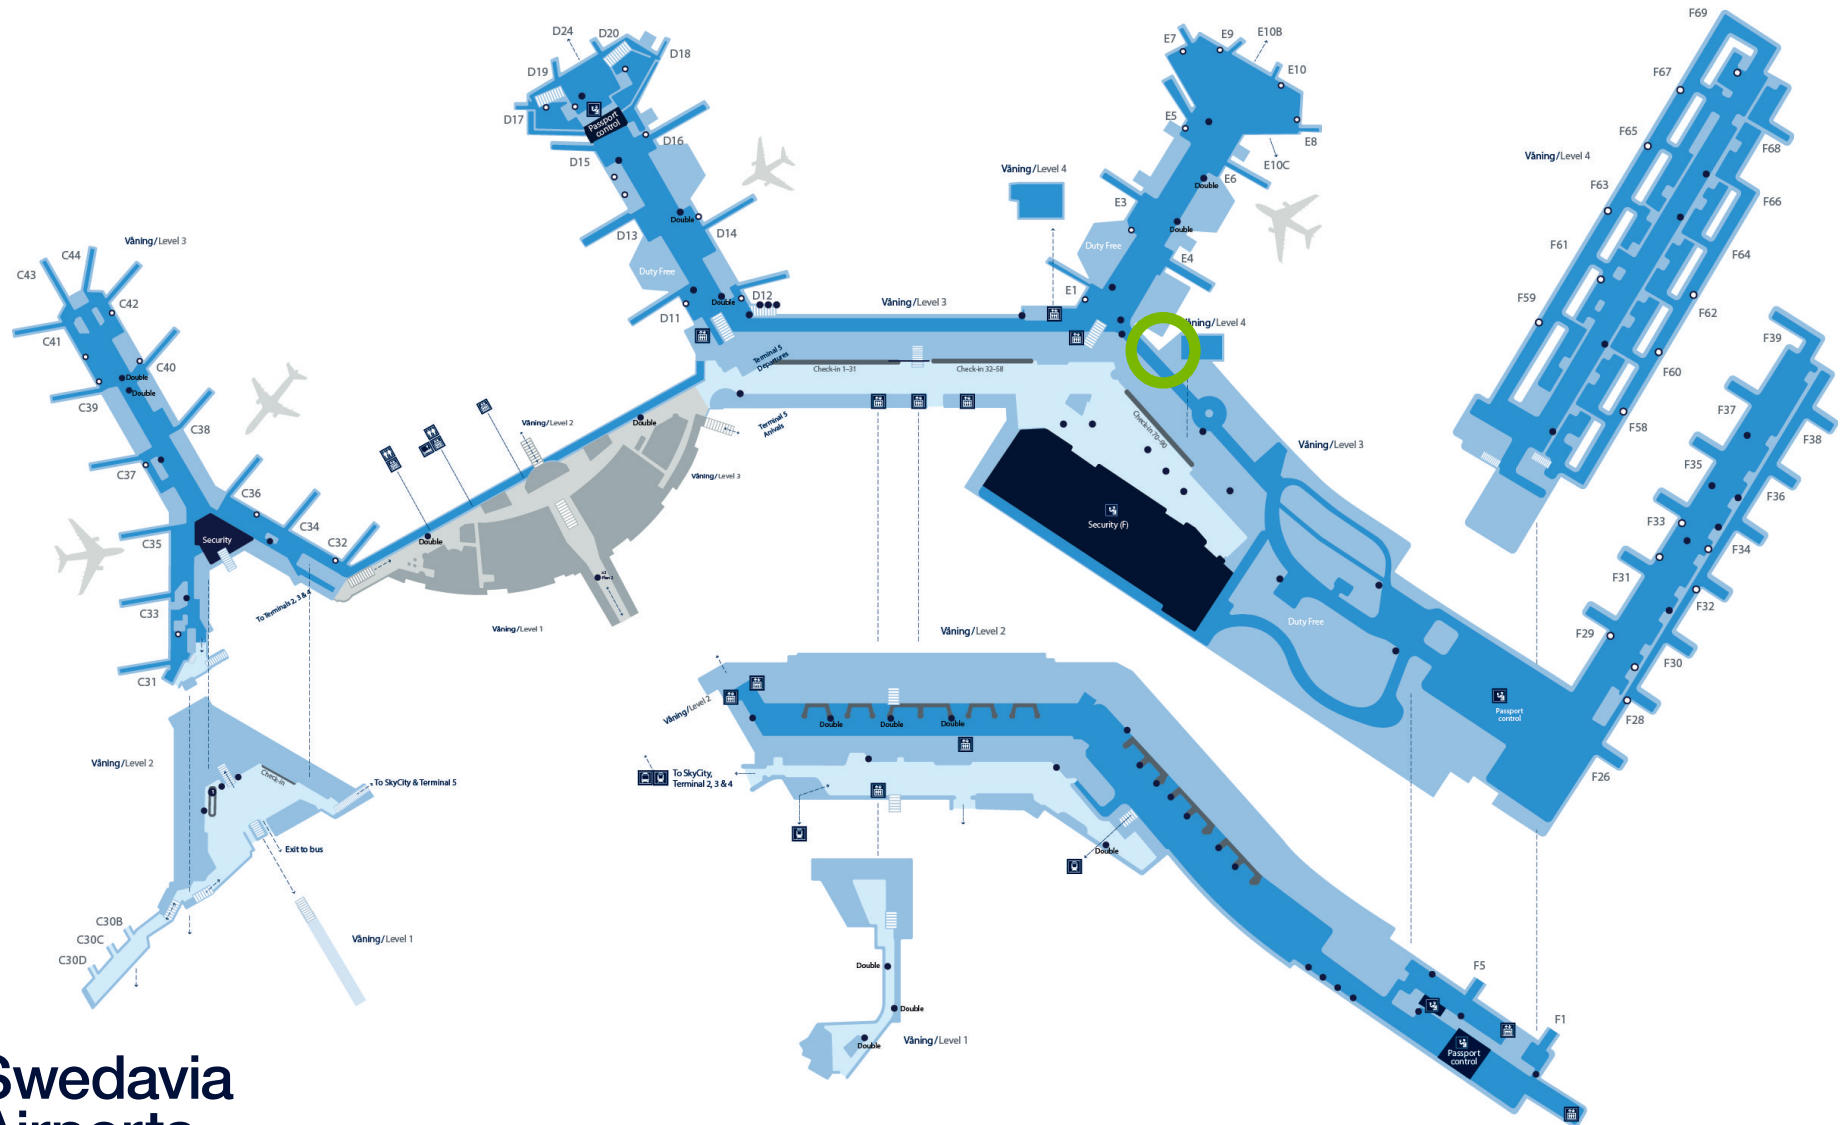 D24
D20
D18
D19
D17
Passport
control
D16
D15
D14
D13
Duty Free
Double
Double
D12
D11
E7
E9
E10B
E10
E5
E8
E10C
E6
Double
E3
Double
Duty Free
E4
E1
Våning/Level 4
Våning/Level 3
Våning/Level 4
F69
F67
F65
F68
Våning/Level 4
F63
F66
F61
F64
F59
F62
F60
F58
F39
F37
F38
F35
F36
F33
F34
F31
F32
F29
F30
F28
F26
Våning/Level 3
C44
C43
C42
C41
C40
Double
Double
C39
C38
C37
C36
C34
C35
C32
Security
C33
C31
To Terminals 2, 3 & 4
Terminal 5
Departures
Check-in 1–31
Check-in 32–58
Terminal 5
Arrivals
Check-in 70–90
Våning/Level 2
Double
Våning/Level 3
Double
Våning/Level 1
Security (F)
Våning/Level 3
Duty Free
Passport
control
Våning/Level 2
Våning/Level 2
Double
Double
Double
To SkyCity,
Terminal 2, 3 & 4
Double
Våning/Level 2
Check-in
To SkyCity & Terminal 5
Exit to bus
C30B
C30C
C30D
Våning/Level 1
Double
Double
Double
Våning/Level 1
F5
F1
Passport
control
Swedavia
Airports